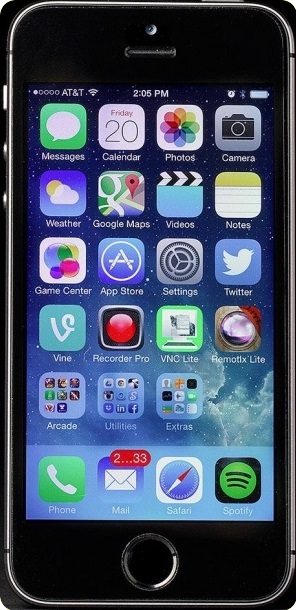 AT&T 2:05 PM
Friday
20
Messages Calendar Photos Camera
Weather Google Maps Videos Notes
Game Center App Store Settings Twitter
Vine Recorder Pro VNC Lite Remotix Lite
Arcade Utilities Extras
2...33
Phone Mail Safari Spotify